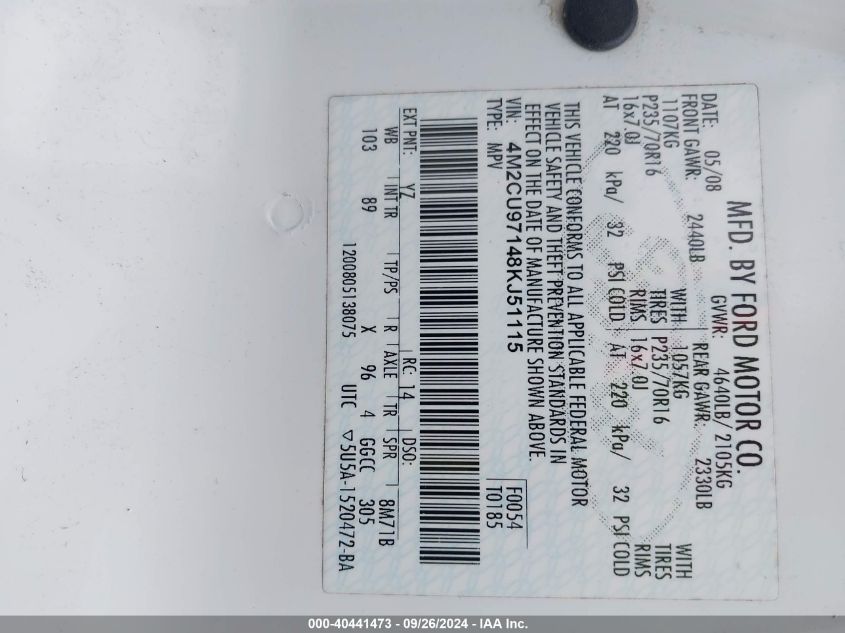 MFD. BY FORD MOTOR CO.
DATE: 05/08 GVWR: 4640LB/ 2105KG
FRONT GAWR: 2440LB REAR GAWR: 2330LB
1107KG WITH 1057KG WITH
P235/70R16 TIRES P235/70R16 TIRES
16x7.0J RIMS 16x7.0J RIMS
AT 220 kPa/ 32 PSI COLD AT 220 kPa/ 32 PSI COLD
THIS VEHICLE CONFORMS TO ALL APPLICABLE FEDERAL MOTOR
VEHICLE SAFETY AND THEFT PREVENTION STANDARDS IN
EFFECT ON THE DATE OF MANUFACTURE SHOWN ABOVE.
VIN: 4M2CU97148KJ51115 F0054
TYPE: MPV T0185
EXT PNT: YZ RC: 14 DSO:
WB INT TR TP/PS R AXLE TR SPR 8M71B
103 89 X 96 4 GGCC 305
1200805138075 UTC ▽5U5A-1520472-BA
000-40441473 - 09/26/2024 - IAA Inc.